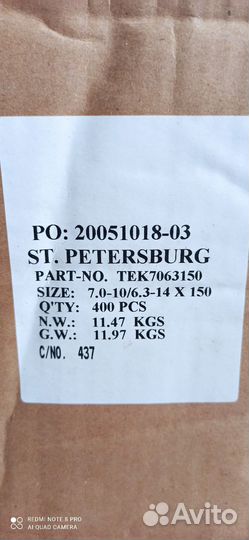 PO: 20051018-03
ST. PETERSBURG
PART-NO. TEK7063150
SIZE: 7.0-10/6.3-14 X 150
Q'TY: 400 PCS
N.W.: 11.47 KGS
G.W.: 11.97 KGS
C/NO. 437
REDMI NOTE 8 PRO
AI QUAD CAMERA
Avito